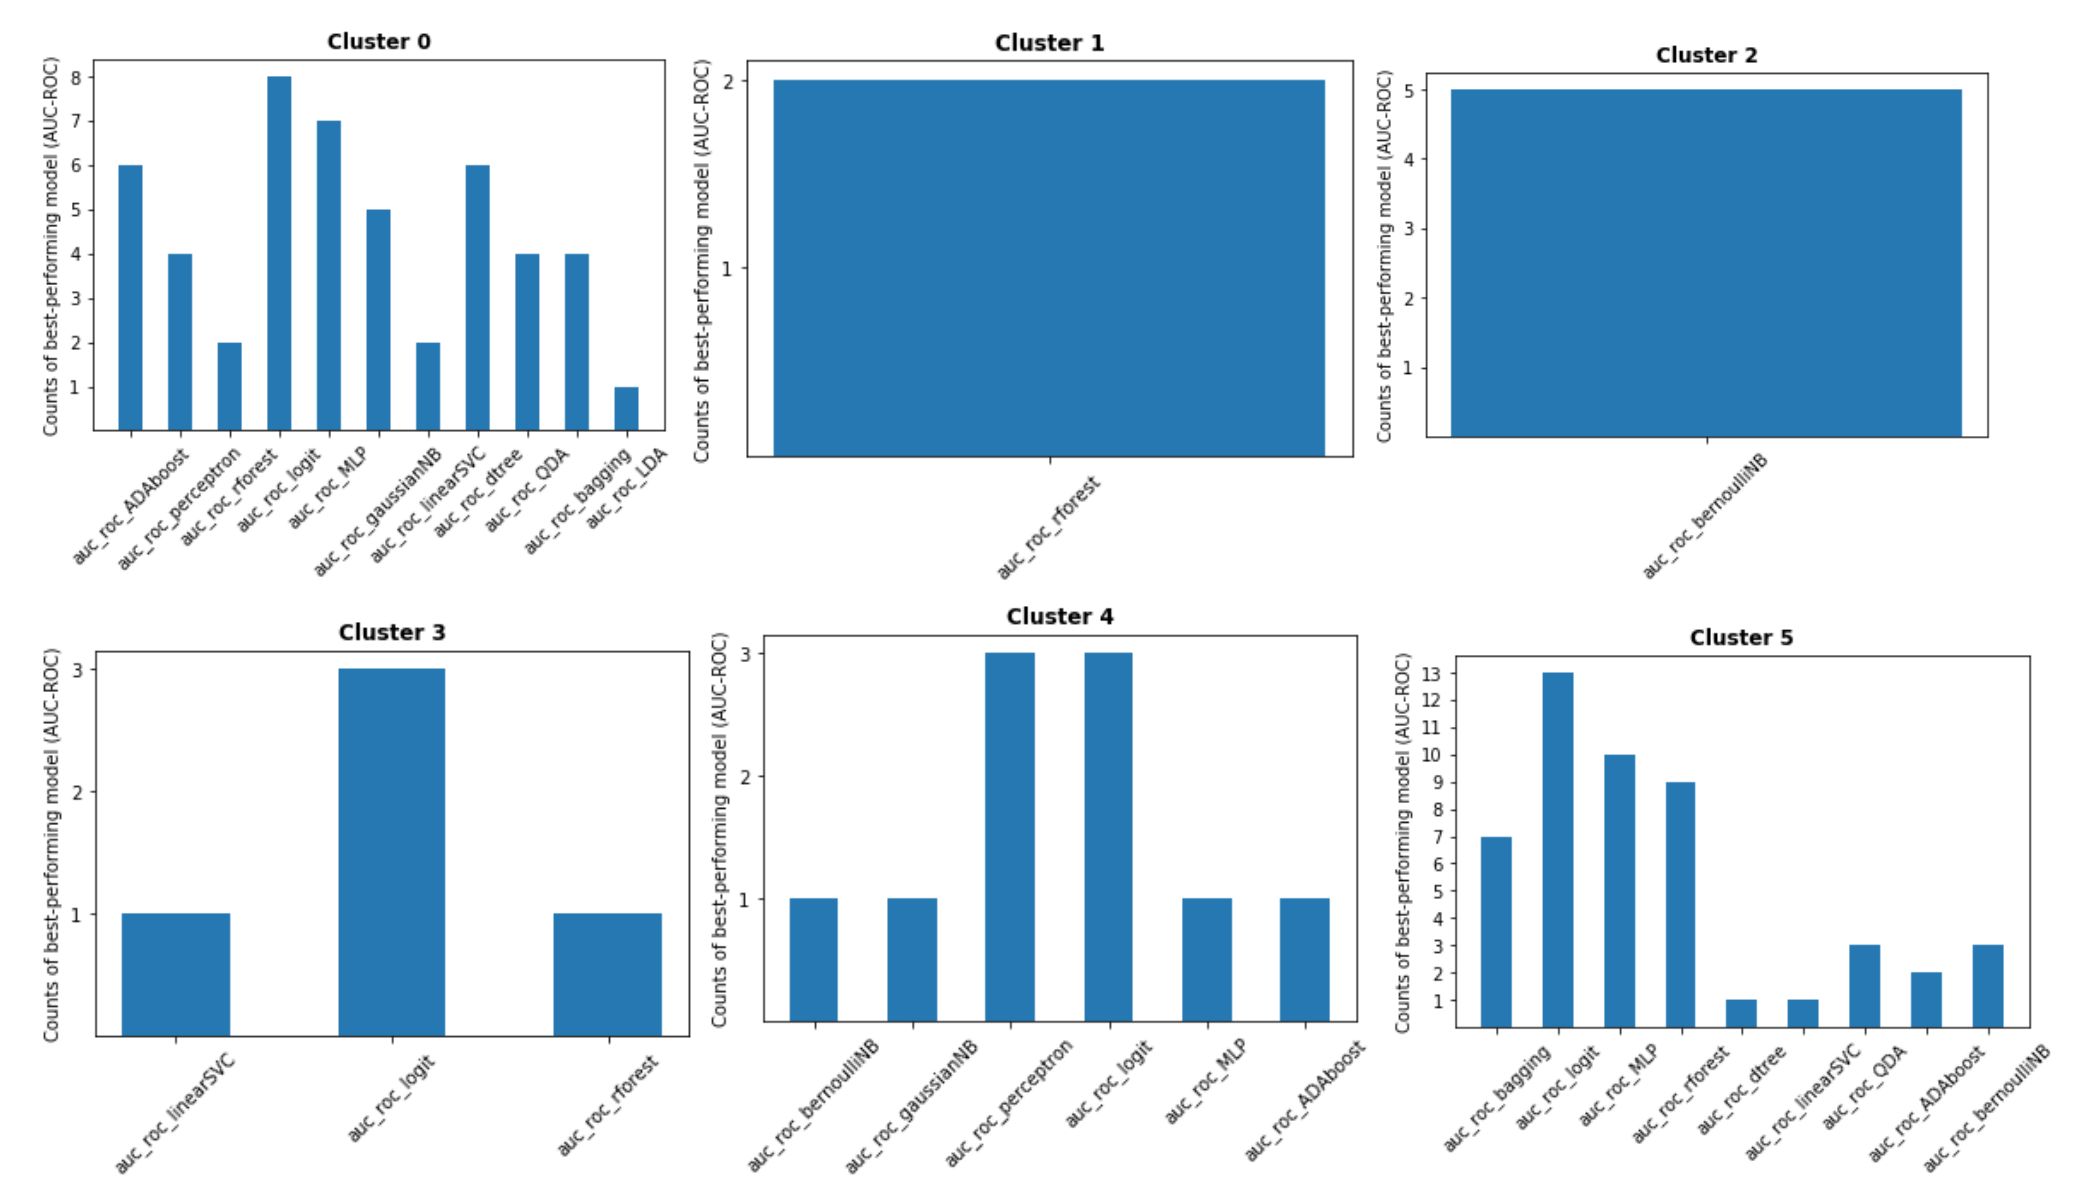 Cluster 0
Counts of best-performing model (AUC-ROC)
8
7
6
5
4
3
2
1
auc_roc_ADAboost
auc_roc_perceptron
auc_roc_rforest
auc_roc_logit
auc_roc_MLP
auc_roc_gaussianNB
auc_roc_linearSVC
auc_roc_dtree
auc_roc_QDA
auc_roc_bagging
auc_roc_LDA
Cluster 1
Counts of best-performing model (AUC-ROC)
2
1
auc_roc_rforest
Cluster 2
Counts of best-performing model (AUC-ROC)
5
4
3
2
1
auc_roc_bernoulliNB
Cluster 3
Counts of best-performing model (AUC-ROC)
3
2
1
auc_roc_linearSVC
auc_roc_logit
auc_roc_rforest
Cluster 4
Counts of best-performing model (AUC-ROC)
3
2
1
auc_roc_bernoulliNB
auc_roc_gaussianNB
auc_roc_perceptron
auc_roc_logit
auc_roc_MLP
auc_roc_ADAboost
Cluster 5
Counts of best-performing model (AUC-ROC)
13
12
11
10
9
8
7
6
5
4
3
2
1
auc_roc_bagging
auc_roc_logit
auc_roc_MLP
auc_roc_rforest
auc_roc_dtree
auc_roc_linearSVC
auc_roc_QDA
auc_roc_ADAboost
auc_roc_bernoulliNB